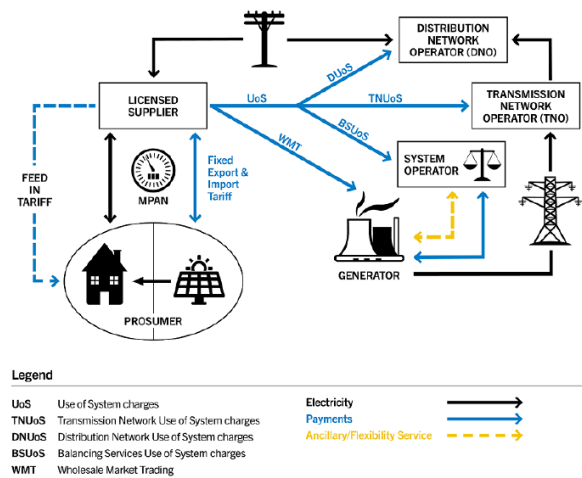 DISTRIBUTION
NETWORK
OPERATOR (DNO)
LICENSED
SUPPLIER
UoS
DUoS
TNUoS
BSUoS
WMT
TRANSMISSION
NETWORK
OPERATOR (TNO)
SYSTEM
OPERATOR
FEED
IN
TARIFF
MPAN
Fixed
Export &
Import
Tariff
GENERATOR
PROSUMER
Legend
UoS Use of System charges
TNUoS Transmission Network Use of System charges
DNUoS Distribution Network Use of System charges
BSUoS Balancing Services Use of System charges
WMT Wholesale Market Trading
Electricity
Payments
Ancillary/Flexibility Service